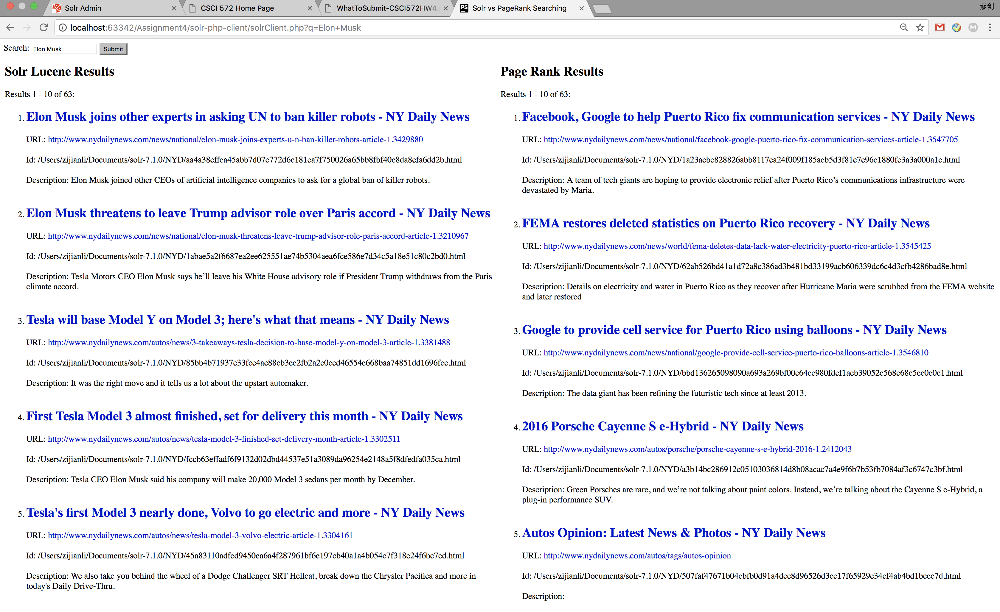 Solr Admin
CSCI 572 Home Page
WhatToSubmit-CSCI572HW4.
Solr vs PageRank Searching
紫剑
localhost:63342/Assignment4/solr-php-client/solrClient.php?q=Elon+Musk
Search: Elon Musk Submit
Solr Lucene Results
Results 1 - 10 of 63:
1. Elon Musk joins other experts in asking UN to ban killer robots - NY Daily News
URL: http://www.nydailynews.com/news/national/elon-musk-joins-experts-u-n-ban-killer-robots-article-1.3429880
Id: /Users/zijianli/Documents/solr-7.1.0/NYD/aa4a38cffea45abb7d07c772d6c181ea7f750026a65bb8fbf40e8da8efa6dd2b.html
Description: Elon Musk joined other CEOs of artificial intelligence companies to ask for a global ban of killer robots.
2. Elon Musk threatens to leave Trump advisor role over Paris accord - NY Daily News
URL: http://www.nydailynews.com/news/national/elon-musk-threatens-leave-trump-advisor-role-paris-accord-article-1.3210967
Id: /Users/zijianli/Documents/solr-7.1.0/NYD/1abae5a2f6687ea2ee625551ae74b5304aea6fce586e7d34c5a18e51c80c2bd0.html
Description: Tesla Motors CEO Elon Musk says he’ll leave his White House advisory role if President Trump withdraws from the Paris
climate accord.
3. Tesla will base Model Y on Model 3; here's what that means - NY Daily News
URL: http://www.nydailynews.com/autos/news/3-takeaways-tesla-decision-to-base-model-y-on-model-3-article-1.3381488
Id: /Users/zijianli/Documents/solr-7.1.0/NYD/85bb4b71937e33fce4ac88cb3ee2fb2a2e0ced46554e668baa74851dd1696fee.html
Description: It was the right move and it tells us a lot about the upstart automaker.
4. First Tesla Model 3 almost finished, set for delivery this month - NY Daily News
URL: http://www.nydailynews.com/autos/news/tesla-model-3-finished-set-delivery-month-article-1.3302511
Id: /Users/zijianli/Documents/solr-7.1.0/NYD/fccb63effadf6f9132d02dbd44537e51a3089da96254e2148a5f8dfedfa035ca.html
Description: Tesla CEO Elon Musk said his company will make 20,000 Model 3 sedans per month by December.
5. Tesla's first Model 3 nearly done, Volvo to go electric and more - NY Daily News
URL: http://www.nydailynews.com/autos/news/tesla-model-3-volvo-electric-article-1.3304161
Id: /Users/zijianli/Documents/solr-7.1.0/NYD/45a83110adfed9450ea6a4f287961bf6e197cb40a1a4b054c7f318e24f6bc7ed.html
Description: We also take you behind the wheel of a Dodge Challenger SRT Hellcat, break down the Chrysler Pacifica and more in
today's Daily Drive-Thru.
Page Rank Results
Results 1 - 10 of 63:
1. Facebook, Google to help Puerto Rico fix communication services - NY Daily News
URL: http://www.nydailynews.com/news/national/facebook-google-puerto-rico-fix-communication-services-article-1.3547705
Id: /Users/zijianli/Documents/solr-7.1.0/NYD/1a23acbe828826abb8117ea24f009f185aeb5d3f81c7e96e1880fe3a3a000a1c.html
Description: A team of tech giants are hoping to provide electronic relief after Puerto Rico’s communications infrastructure were
devastated by Maria.
2. FEMA restores deleted statistics on Puerto Rico recovery - NY Daily News
URL: http://www.nydailynews.com/news/world/fema-deletes-data-lack-water-electricity-puerto-rico-article-1.3545425
Id: /Users/zijianli/Documents/solr-7.1.0/NYD/62ab526bd41a1d72a8c386ad3b481bd33199acb606339dc6c4d3cfb4286bad8e.html
Description: Details on electricity and water in Puerto Rico as they recover after Hurricane Maria were scrubbed from the FEMA website
and later restored
3. Google to provide cell service for Puerto Rico using balloons - NY Daily News
URL: http://www.nydailynews.com/news/national/google-provide-cell-service-puerto-rico-balloons-article-1.3546810
Id: /Users/zijianli/Documents/solr-7.1.0/NYD/bbd136265098090a693a269bf00e64ee980fdef1aeb39052c568e68c5ec0e0c1.html
Description: The data giant has been refining the futuristic tech since at least 2013.
4. 2016 Porsche Cayenne S e-Hybrid - NY Daily News
URL: http://www.nydailynews.com/autos/porsche/porsche-cayenne-s-e-hybrid-2016-1.2412043
Id: /Users/zijianli/Documents/solr-7.1.0/NYD/a3b14bc286912c05103036814d8b08acac7a4e9f6b7b53fb7084af3c6747c3bf.html
Description: Green Porsches are rare, and we’re not talking about paint colors. Instead, we’re talking about the Cayenne S e-Hybrid, a
plug-in performance SUV.
5. Autos Opinion: Latest News & Photos - NY Daily News
URL: http://www.nydailynews.com/autos/tags/autos-opinion
Id: /Users/zijianli/Documents/solr-7.1.0/NYD/507faf47671b04ebfb0d91a4dee8d96526d3ce17f65929e34ef4ab4bd1bcec7d.html
Description: